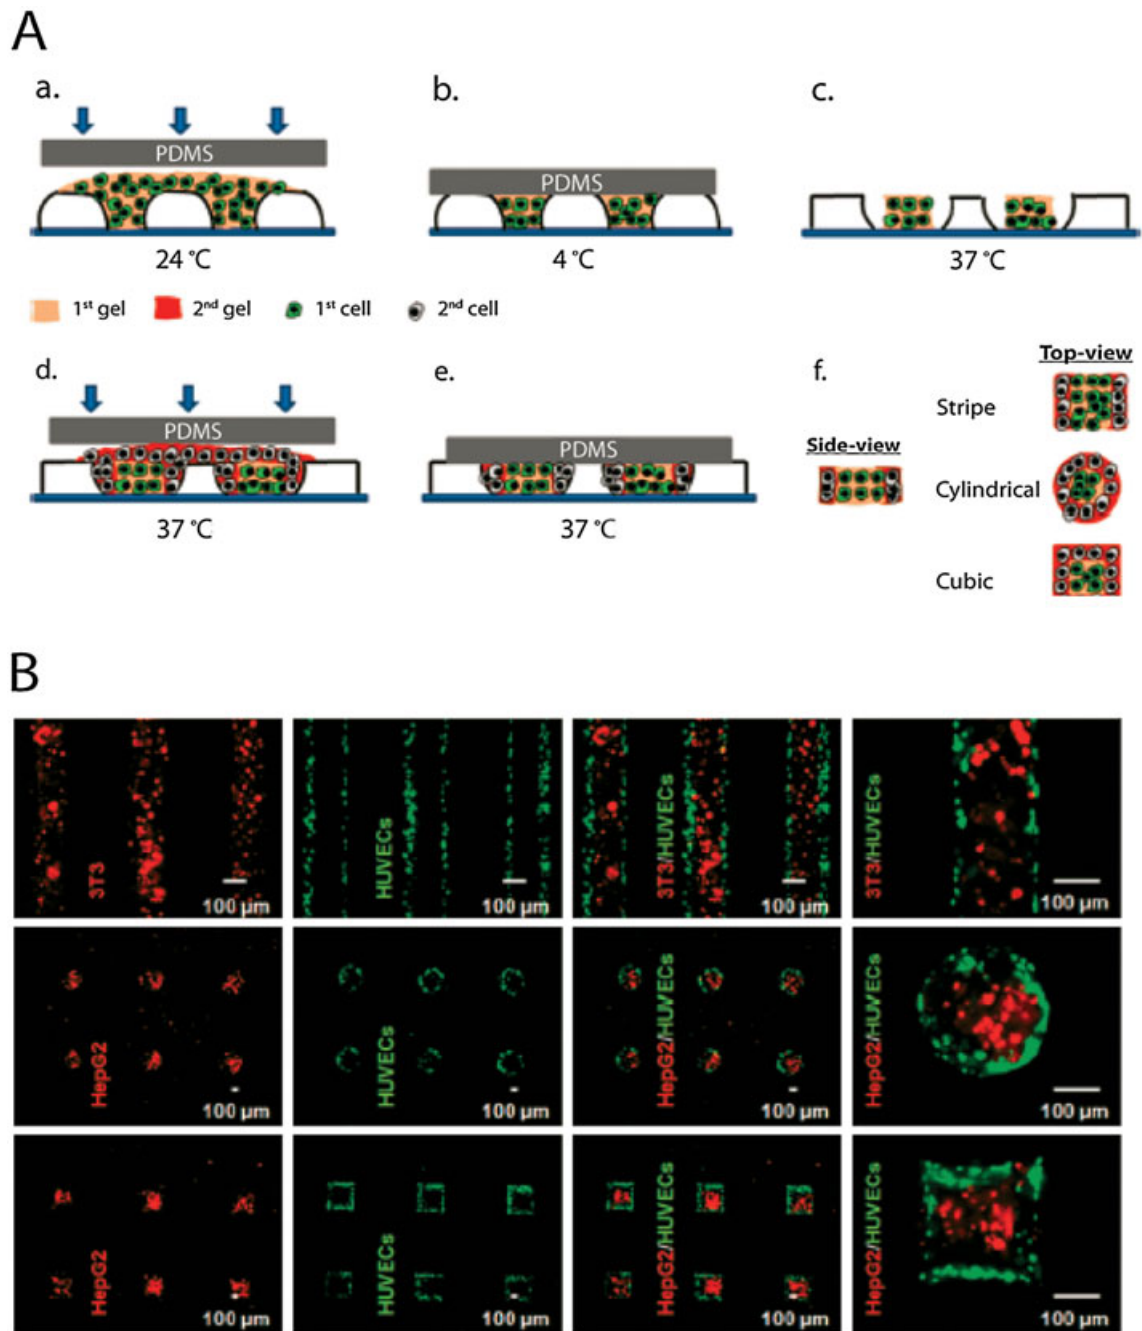 A
a.
b.
c.
PDMS
PDMS
24 °C
4 °C
37 °C
1st gel
2nd gel
1st cell
2nd cell
d.
e.
f.
Top-view
PDMS
PDMS
Stripe
Side-view
Cylindrical
37 °C
37 °C
Cubic
B
3T3
100 µm
HUVECs
100 µm
3T3/HUVECs
100 µm
3T3/HUVECs
100 µm
HepG2
100 µm
HUVECs
100 µm
HepG2/HUVECs
100 µm
HepG2/HUVECs
100 µm
HepG2
100 µm
HUVECs
100 µm
HepG2/HUVECs
100 µm
HepG2/HUVECs
100 µm